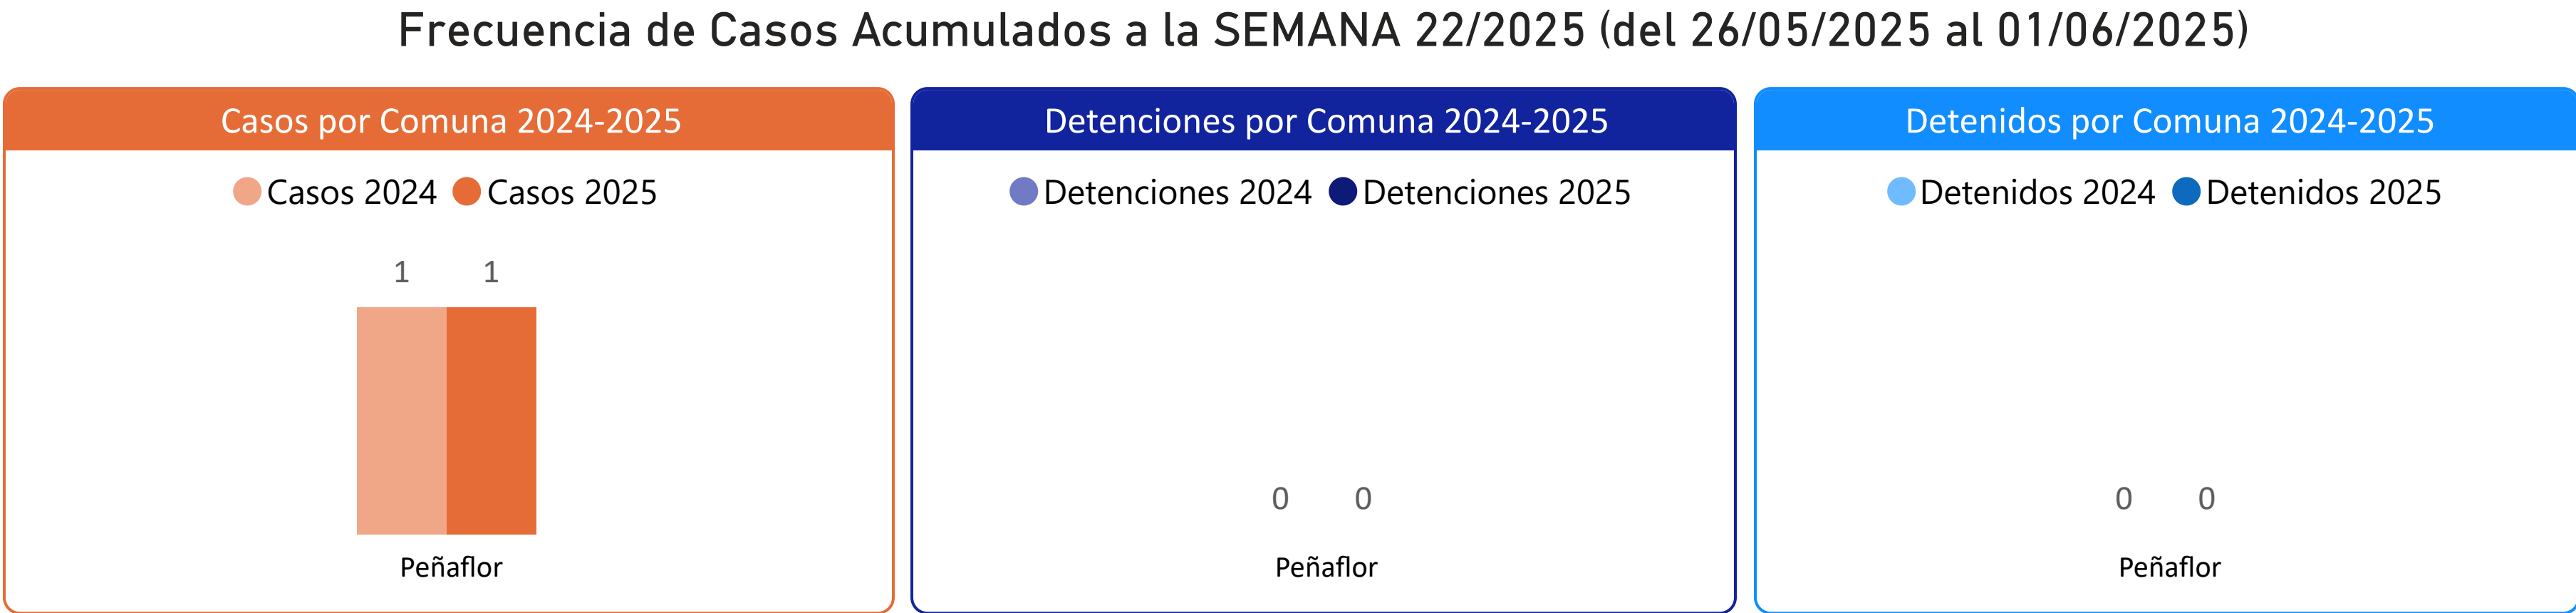 Frecuencia de Casos Acumulados a la SEMANA 22/2025 (del 26/05/2025 al 01/06/2025)
Casos por Comuna 2024-2025
Casos 2024 Casos 2025
1 1
Peñaflor
Detenciones por Comuna 2024-2025
Detenciones 2024 Detenciones 2025
0 0
Peñaflor
Detenidos por Comuna 2024-2025
Detenidos 2024 Detenidos 2025
0 0
Peñaflor